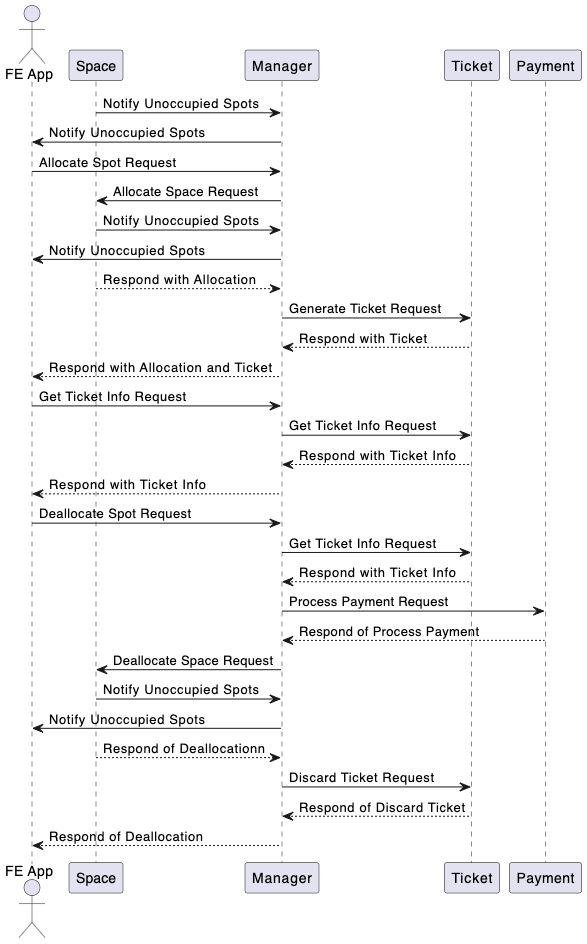 FE App
Space
Manager
Ticket
Payment
Notify Unoccupied Spots
Notify Unoccupied Spots
Allocate Spot Request
Allocate Space Request
Notify Unoccupied Spots
Notify Unoccupied Spots
Respond with Allocation
Generate Ticket Request
Respond with Ticket
Respond with Allocation and Ticket
Get Ticket Info Request
Get Ticket Info Request
Respond with Ticket Info
Respond with Ticket Info
Deallocate Spot Request
Get Ticket Info Request
Respond with Ticket Info
Process Payment Request
Respond of Process Payment
Deallocate Space Request
Notify Unoccupied Spots
Notify Unoccupied Spots
Respond of Deallocationn
Discard Ticket Request
Respond of Discard Ticket
Respond of Deallocation
FE App
Space
Manager
Ticket
Payment